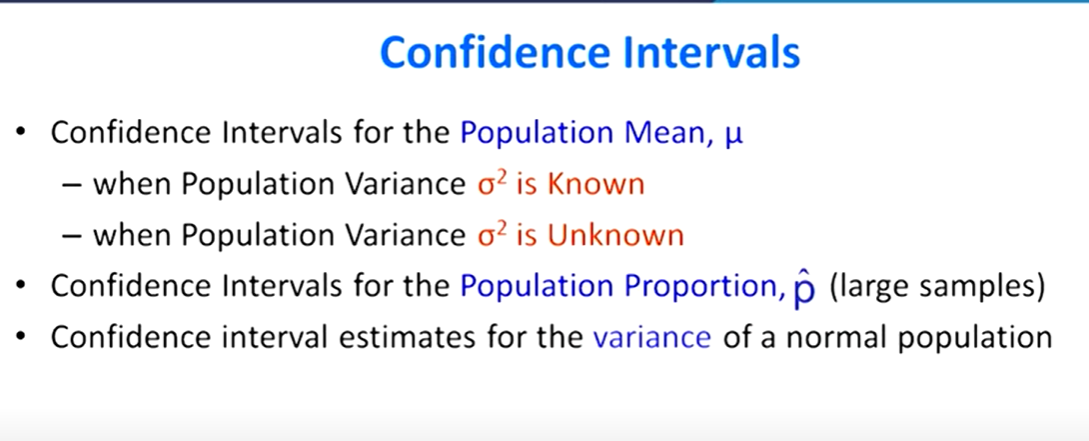 Confidence Intervals
• Confidence Intervals for the Population Mean, μ
– when Population Variance σ² is Known
– when Population Variance σ² is Unknown
• Confidence Intervals for the Population Proportion, p̂ (large samples)
• Confidence interval estimates for the variance of a normal population